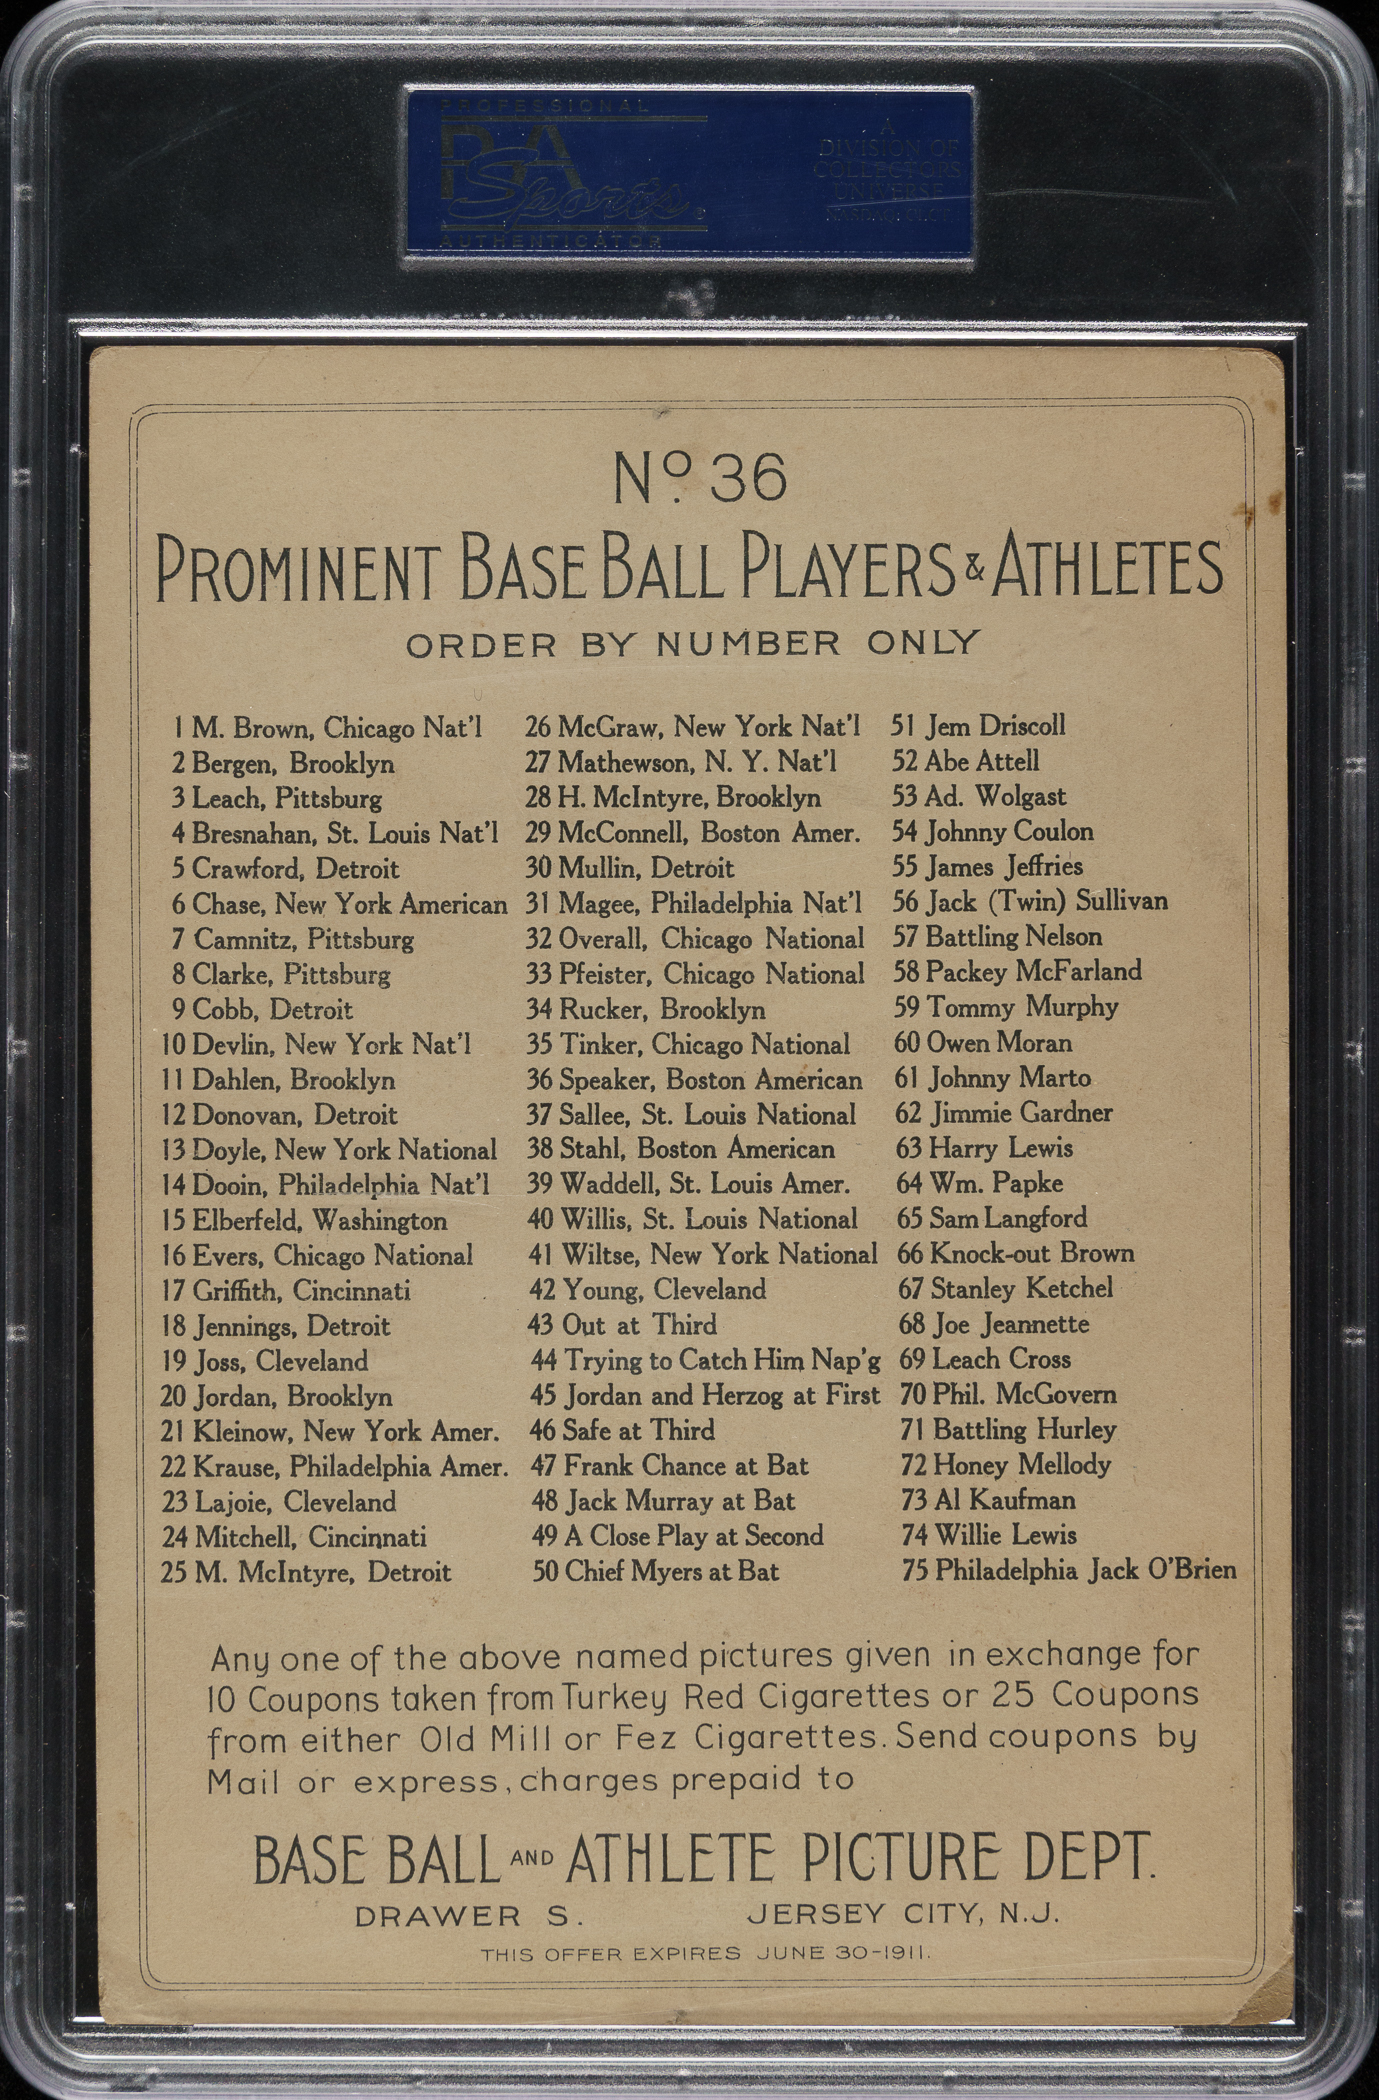 PROFESSIONAL
PSA
Sports®
AUTHENTICATOR
A
DIVISION OF
COLLECTORS
UNIVERSE
No. 36
PROMINENT BASE BALL PLAYERS & ATHLETES
ORDER BY NUMBER ONLY
1 M. Brown, Chicago Nat'l
2 Bergen, Brooklyn
3 Leach, Pittsburg
4 Bresnahan, St. Louis Nat'l
5 Crawford, Detroit
6 Chase, New York American
7 Camnitz, Pittsburg
8 Clarke, Pittsburg
9 Cobb, Detroit
10 Devlin, New York Nat'l
11 Dahlen, Brooklyn
12 Donovan, Detroit
13 Doyle, New York National
14 Dooin, Philadelphia Nat'l
15 Elberfeld, Washington
16 Evers, Chicago National
17 Griffith, Cincinnati
18 Jennings, Detroit
19 Joss, Cleveland
20 Jordan, Brooklyn
21 Kleinow, New York Amer.
22 Krause, Philadelphia Amer.
23 Lajoie, Cleveland
24 Mitchell, Cincinnati
25 M. McIntyre, Detroit
26 McGraw, New York Nat'l
27 Mathewson, N. Y. Nat'l
28 H. McIntyre, Brooklyn
29 McConnell, Boston Amer.
30 Mullin, Detroit
31 Magee, Philadelphia Nat'l
32 Overall, Chicago National
33 Pfeister, Chicago National
34 Rucker, Brooklyn
35 Tinker, Chicago National
36 Speaker, Boston American
37 Sallee, St. Louis National
38 Stahl, Boston American
39 Waddell, St. Louis Amer.
40 Willis, St. Louis National
41 Wiltse, New York National
42 Young, Cleveland
43 Out at Third
44 Trying to Catch Him Nap'g
45 Jordan and Herzog at First
46 Safe at Third
47 Frank Chance at Bat
48 Jack Murray at Bat
49 A Close Play at Second
50 Chief Myers at Bat
51 Jem Driscoll
52 Abe Attell
53 Ad. Wolgast
54 Johnny Coulon
55 James Jeffries
56 Jack (Twin) Sullivan
57 Battling Nelson
58 Packey McFarland
59 Tommy Murphy
60 Owen Moran
61 Johnny Marto
62 Jimmie Gardner
63 Harry Lewis
64 Wm. Papke
65 Sam Langford
66 Knock-out Brown
67 Stanley Ketchel
68 Joe Jeannette
69 Leach Cross
70 Phil. McGovern
71 Battling Hurley
72 Honey Mellody
73 Al Kaufman
74 Willie Lewis
75 Philadelphia Jack O'Brien
Any one of the above named pictures given in exchange for
10 Coupons taken from Turkey Red Cigarettes or 25 Coupons
from either Old Mill or Fez Cigarettes. Send coupons by
Mail or express, charges prepaid to
BASE BALL AND ATHLETE PICTURE DEPT.
DRAWER S. JERSEY CITY, N.J.
THIS OFFER EXPIRES JUNE 30-1911.